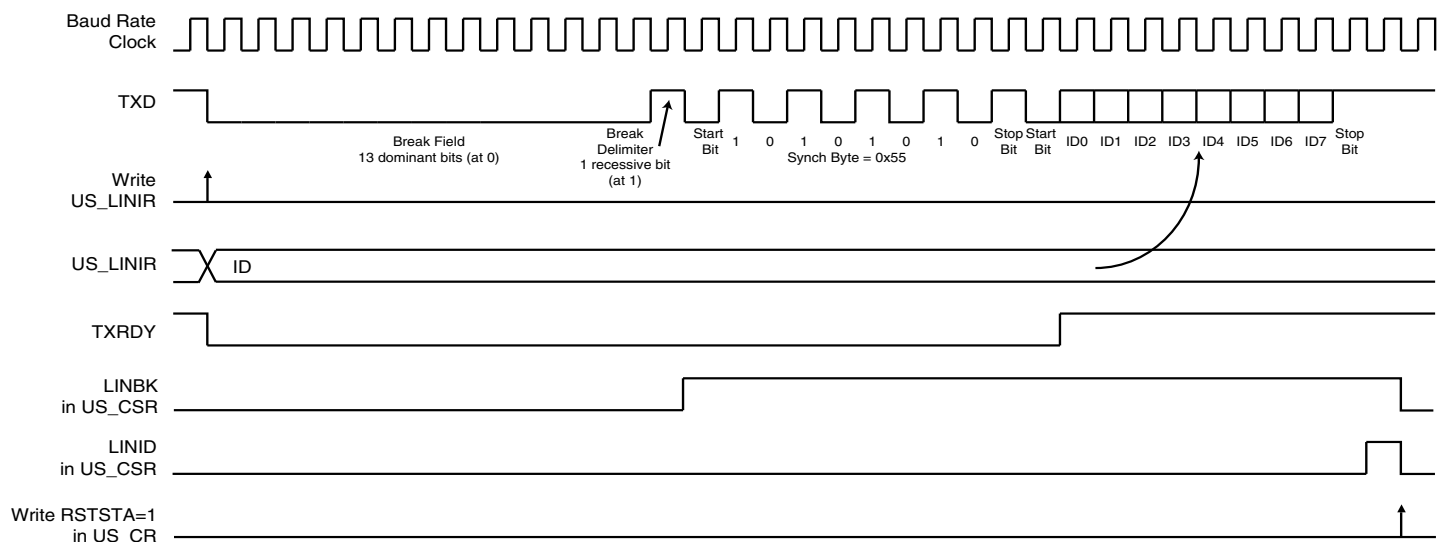 Baud Rate
Clock
TXD
Break Field
13 dominant bits (at 0)
Break
Delimiter
1 recessive bit
(at 1)
Start
Bit
1 0 1 0 1 0 1 0
Synch Byte = 0x55
Stop
Bit
Start
Bit
ID0 ID1 ID2 ID3 ID4 ID5 ID6 ID7
Stop
Bit
Write
US_LINIR
US_LINIR
ID
TXRDY
LINBK
in US_CSR
LINID
in US_CSR
Write RSTSTA=1
in US_CR